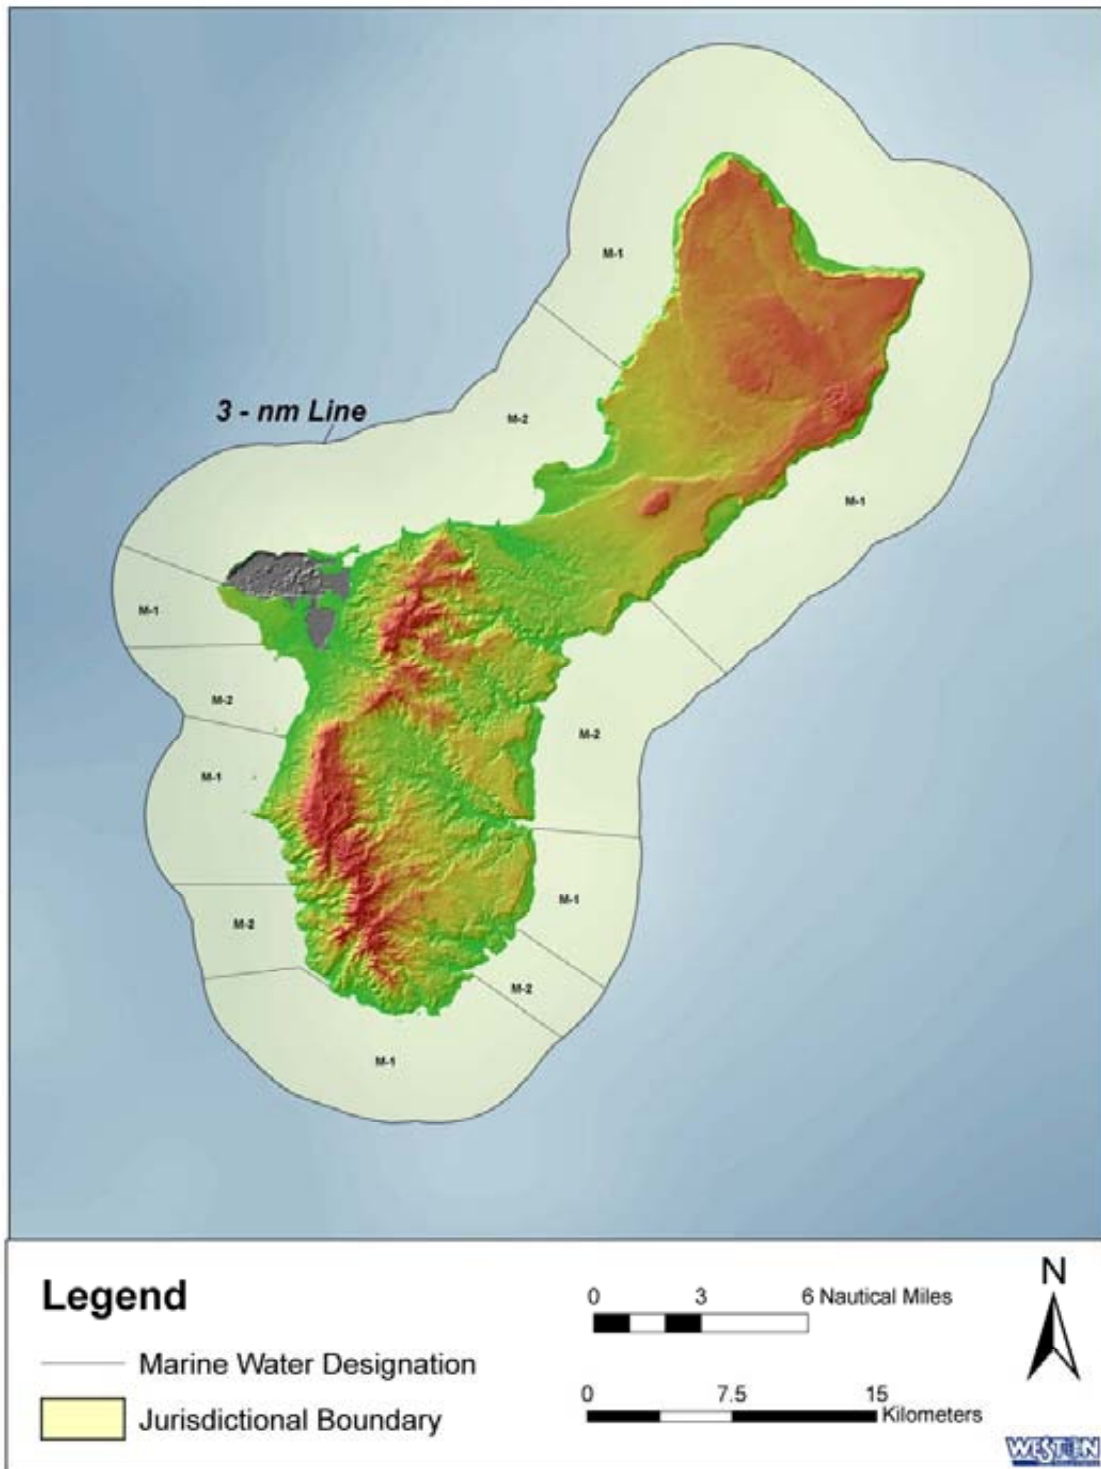 M-1
3 - nm Line
M-2
M-1
M-1
M-2
M-2
M-1
M-1
M-2
M-2
M-1
Legend
Marine Water Designation
Jurisdictional Boundary
0 3 6 Nautical Miles
0 7.5 15 Kilometers
N
WESTON